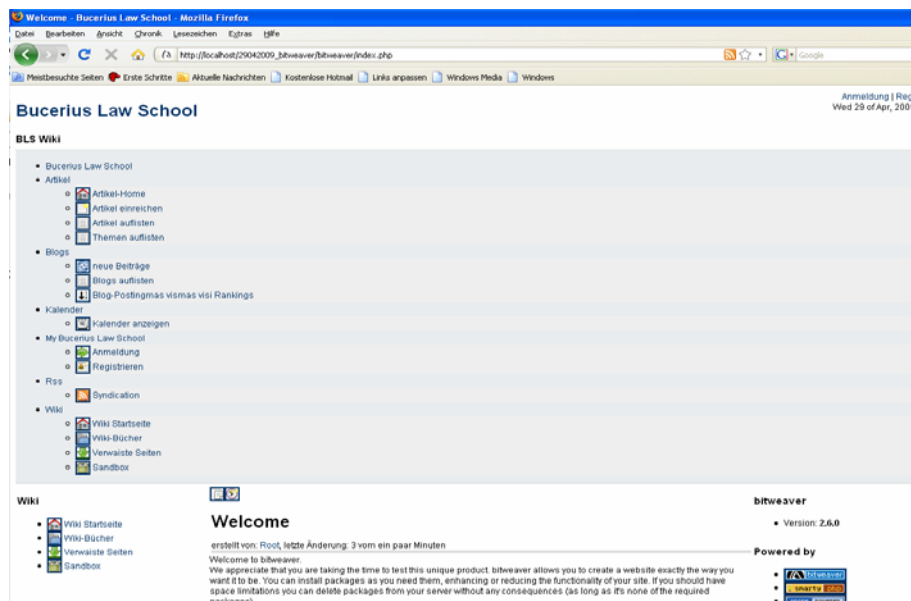 Welcome - Bucerius Law School - Mozilla Firefox
Datei Bearbeiten Ansicht Chronik Lesezeichen Extras Hilfe
http://localhost/29042009_bitweaver/bitweaver/index.php
Google
Meistbesuchte Seiten Erste Schritte Aktuelle Nachrichten Kostenlose Hotmail Links anpassen Windows Media Windows
Anmeldung | Reg
Bucerius Law School
Wed 29 of Apr, 200
BLS Wiki
Bucerius Law School
Artikel
Artikel-Home
Artikel einreichen
Artikel auflisten
Themen auflisten
Blogs
neue Beiträge
Blogs auflisten
Blog-Postingmas vismas visi Rankings
Kalender
Kalender anzeigen
My Bucerius Law School
Anmeldung
Registrieren
Rss
Syndication
Wiki
Wiki Startseite
Wiki-Bücher
Verwaiste Seiten
Sandbox
Wiki
Wiki Startseite
Wiki-Bücher
Verwaiste Seiten
Sandbox
Welcome
erstellt von: Root, letzte Änderung: 3 vom ein paar Minuten
Welcome to bitweaver.
We appreciate that you are taking the time to test this unique product. bitweaver allows you to create a website exactly the way you
want it to be. You can install packages as you need them, enhancing or reducing the functionality of your site. If you should have
space limitations you can delete packages from your server without any consequences (as long as it's none of the required
packages)
bitweaver
Version: 2.6.0
Powered by
bitweaver
smarty php